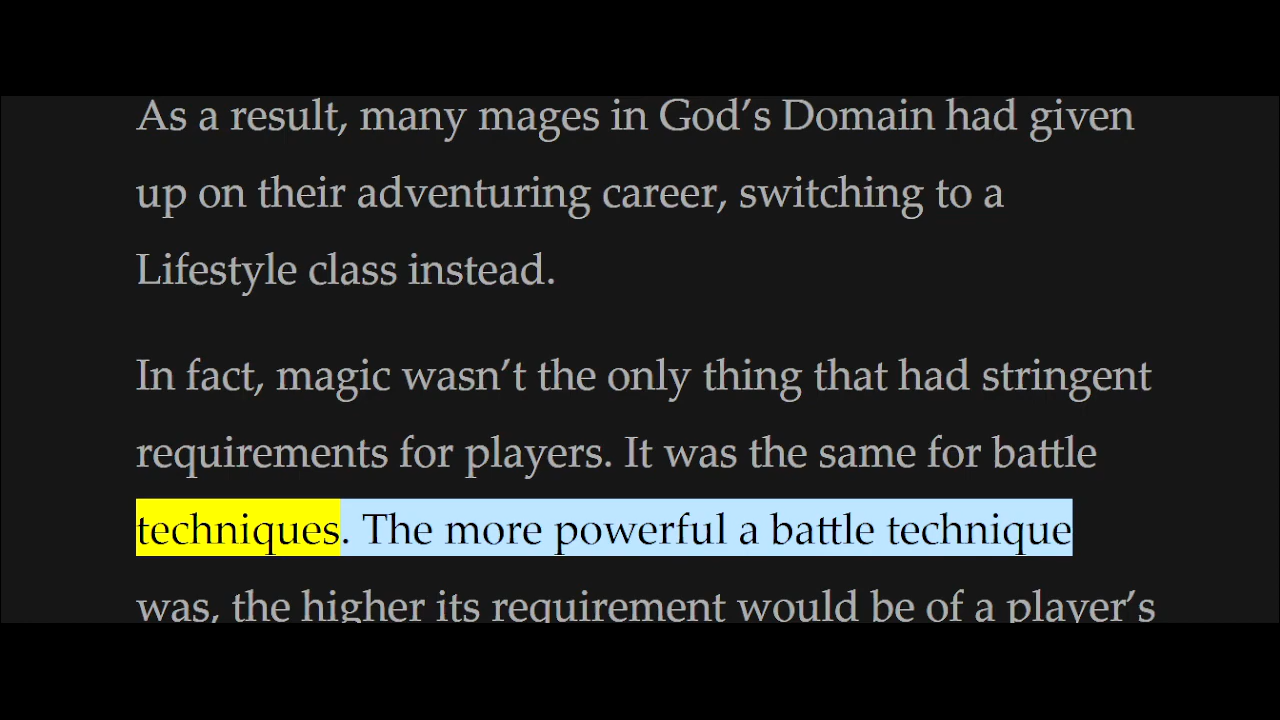 As a result, many mages in God’s Domain had given
up on their adventuring career, switching to a
Lifestyle class instead.
In fact, magic wasn’t the only thing that had stringent
requirements for players. It was the same for battle
techniques. The more powerful a battle technique
was, the higher its requirement would be of a player’s